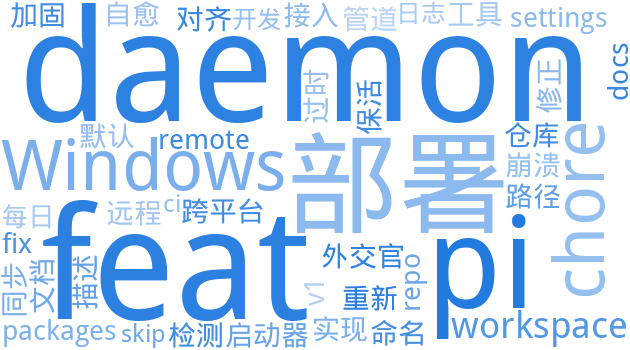 加固 自愈 对齐 开发 接入 管道 日志 工具 settings
daemon
docs
过时
保活
修正
默认 remote
仓库
Windows
部署
chore
崩溃
路径
每日 远程 ci 跨平台
feat
pi
fix
外交官
同步
文档
描述
v1
重新
repo
packages skip 检测 启动器 实现 命名 workspace